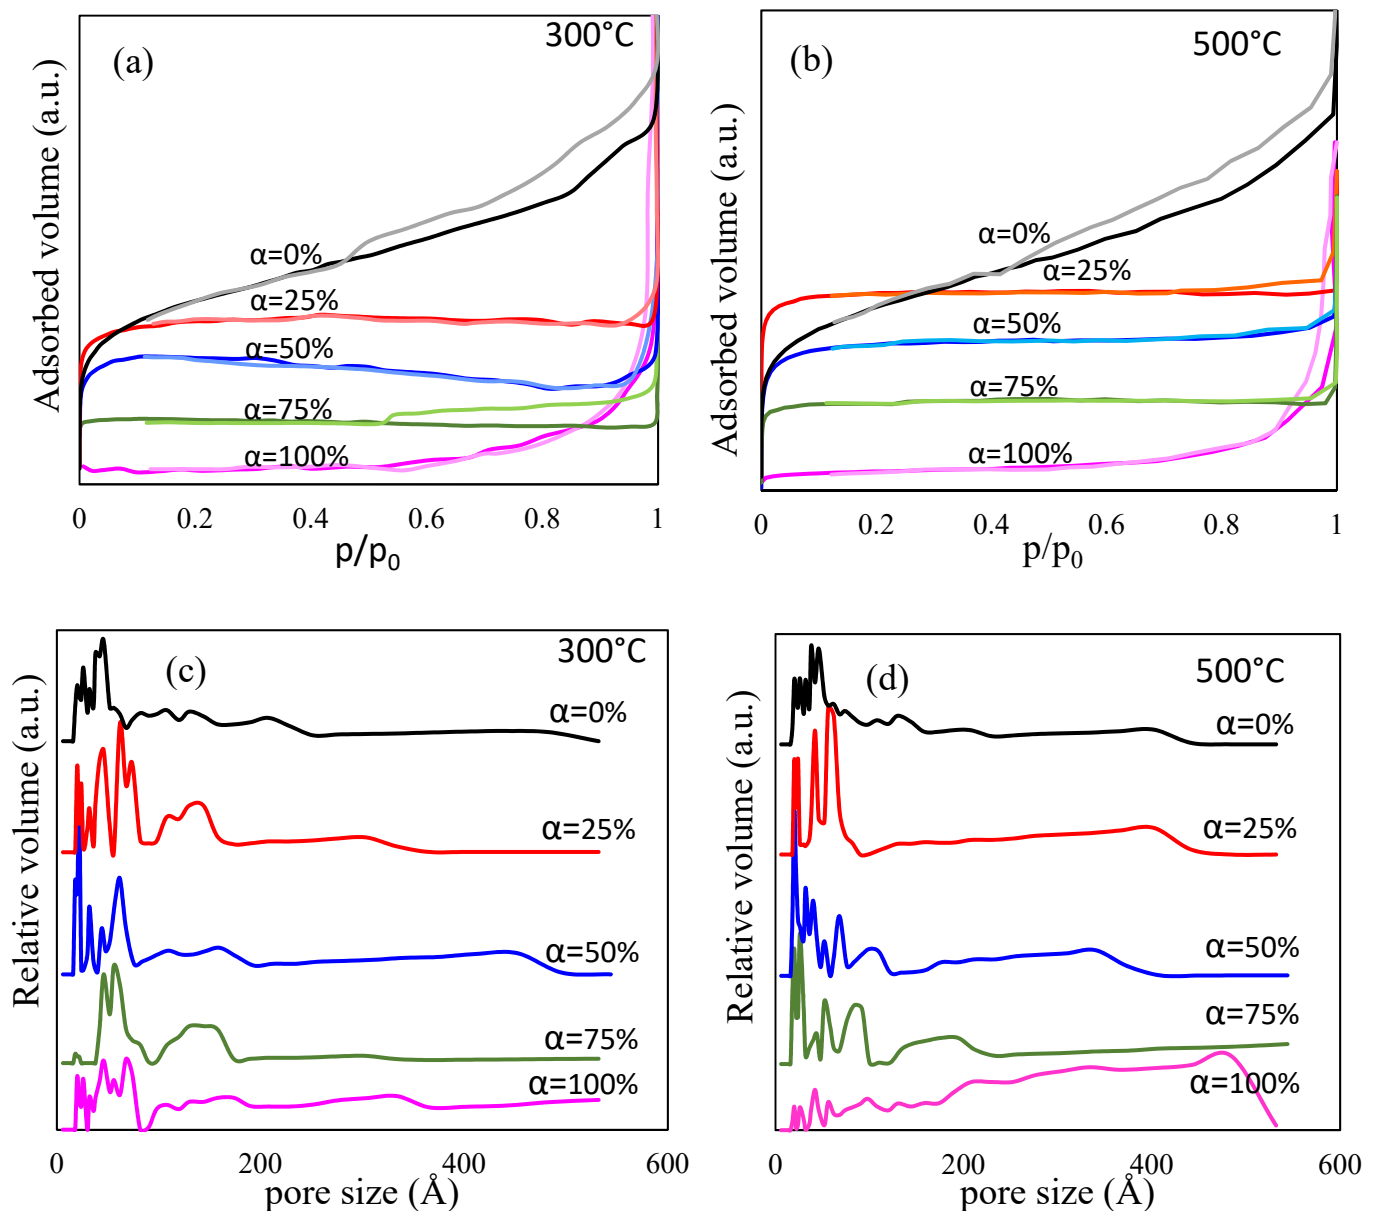 (a)
300°C
Adsorbed volume (a.u.)
α=0%
α=25%
α=50%
α=75%
α=100%
0
0.2
0.4
0.6
0.8
1
p/p₀
(b)
500°C
Adsorbed volume (a.u.)
α=0%
α=25%
α=50%
α=75%
α=100%
0
0.2
0.4
0.6
0.8
1
p/p₀
(c)
300°C
Relative volume (a.u.)
α=0%
α=25%
α=50%
α=75%
α=100%
0
200
400
600
pore size (Å)
(d)
500°C
Relative volume (a.u.)
α=0%
α=25%
α=50%
α=75%
α=100%
0
200
400
600
pore size (Å)